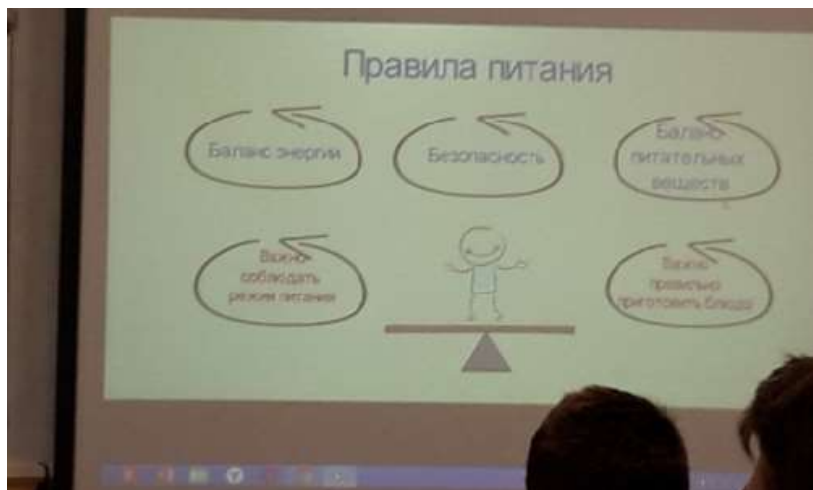 Правила питания
Баланс энергии
Безопасность
Баланс
питательных
веществ
Важно
соблюдать
режим питания
Важно
правильно
приготовить блюдо